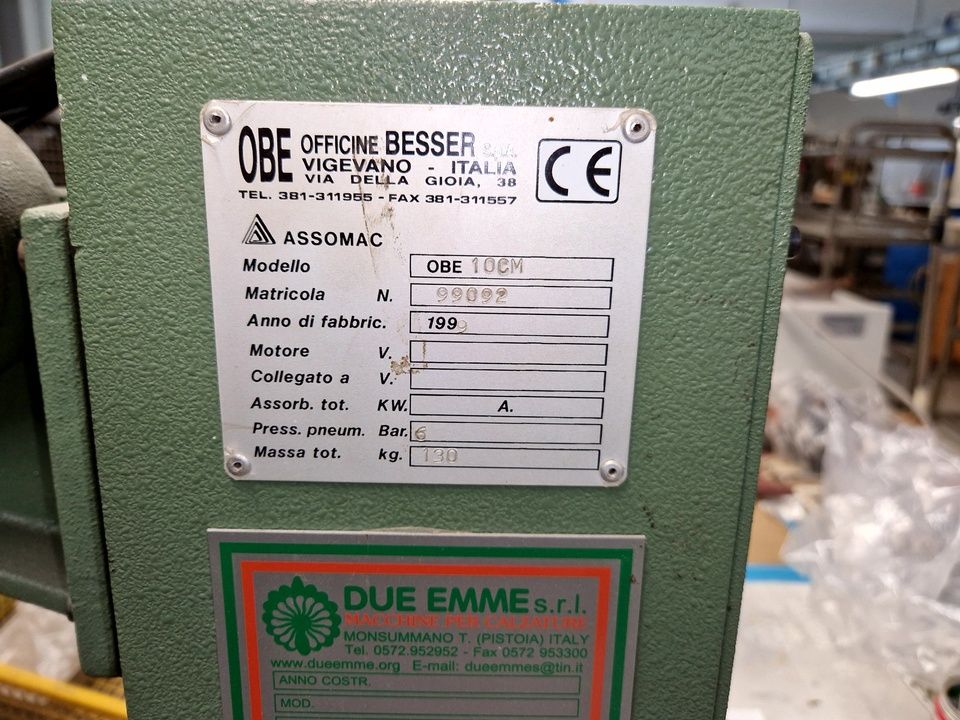 OBE OFFICINE BESSER S.p.A.
VIGEVANO - ITALIA
VIA DELLA GIOIA, 38
TEL. 381-311955 - FAX 381-311557
CE
ASSOMAC
Modello OBE 10CM
Matricola N. 99092
Anno di fabbric. 1999
Motore V.
Collegato a V.
Assorb. tot. KW. A.
Press. pneum. Bar. 6
Massa tot. kg. 130
DUE EMME s.r.l.
MACCHINE PER CALZATURE
MONSUMMANO T. (PISTOIA) ITALY
Tel. 0572.952952 - Fax 0572 953300
www.dueemme.org E-mail: dueemmes@tin.it
ANNO COSTR.
MOD.